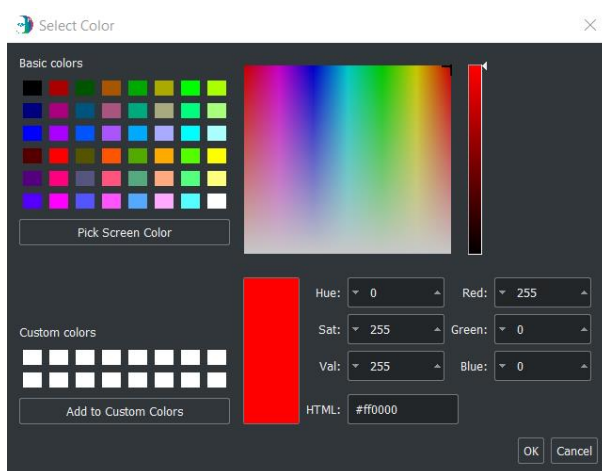 Select Color
Basic colors
Pick Screen Color
Hue: 0 Red: 255
Sat: 255 Green: 0
Custom colors
Val: 255 Blue: 0
Add to Custom Colors
HTML: #ff0000
OK Cancel